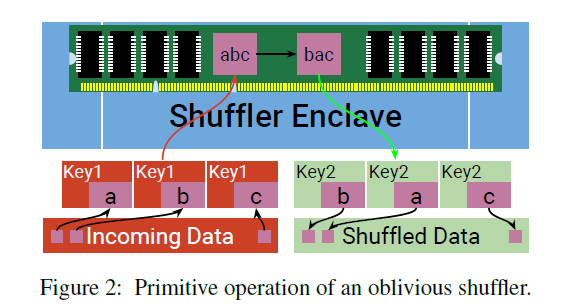 abc bac
Shuffler Enclave
Key1 Key1 Key1 Key2 Key2 Key2
a b c b a c
Incoming Data Shuffled Data
Figure 2: Primitive operation of an oblivious shuffler.